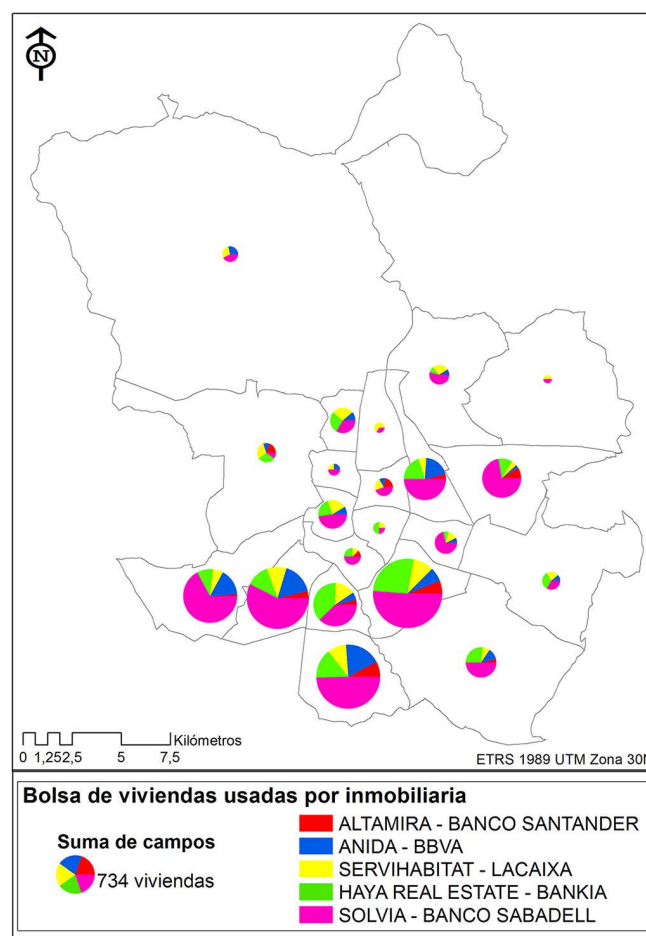 N
Kilómetros
0 1,252,5 5 7,5
ETRS 1989 UTM Zona 30N
Bolsa de viviendas usadas por inmobiliaria
Suma de campos
734 viviendas
ALTAMIRA - BANCO SANTANDER
ANIDA - BBVA
SERVIHABITAT - LACAIXA
HAYA REAL ESTATE - BANKIA
SOLVIA - BANCO SABADELL